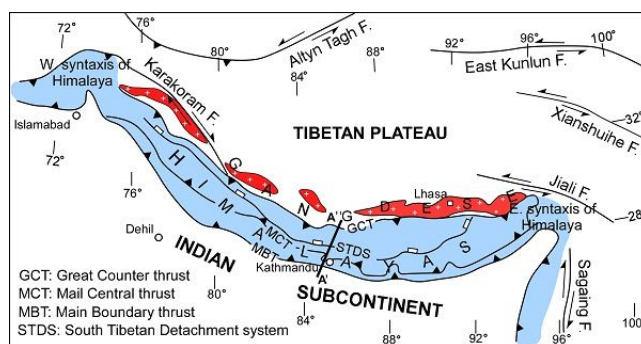 72°
76°
80°
84°
88°
92°
96°
100°
Altyn Tagh F.
East Kunlun F.
W. syntaxis of
Himalaya
Karakoram F.
Islamabad
TIBETAN PLATEAU
Xianshuihe F.
32°
72°
GANDESE
Lhasa
Jiali F.
28°
E. syntaxis of
Himalaya
76°
HIMALAYAS
A"
G
GCT
Dehil
MCT
STDS
MBT
Kathmandu
A'
INDIAN
SUBCONTINENT
Sagaing F.
GCT: Great Counter thrust
MCT: Mail Central thrust
MBT: Main Boundary thrust
STDS: South Tibetan Detachment system
80°
84°
88°
92°
96°
100